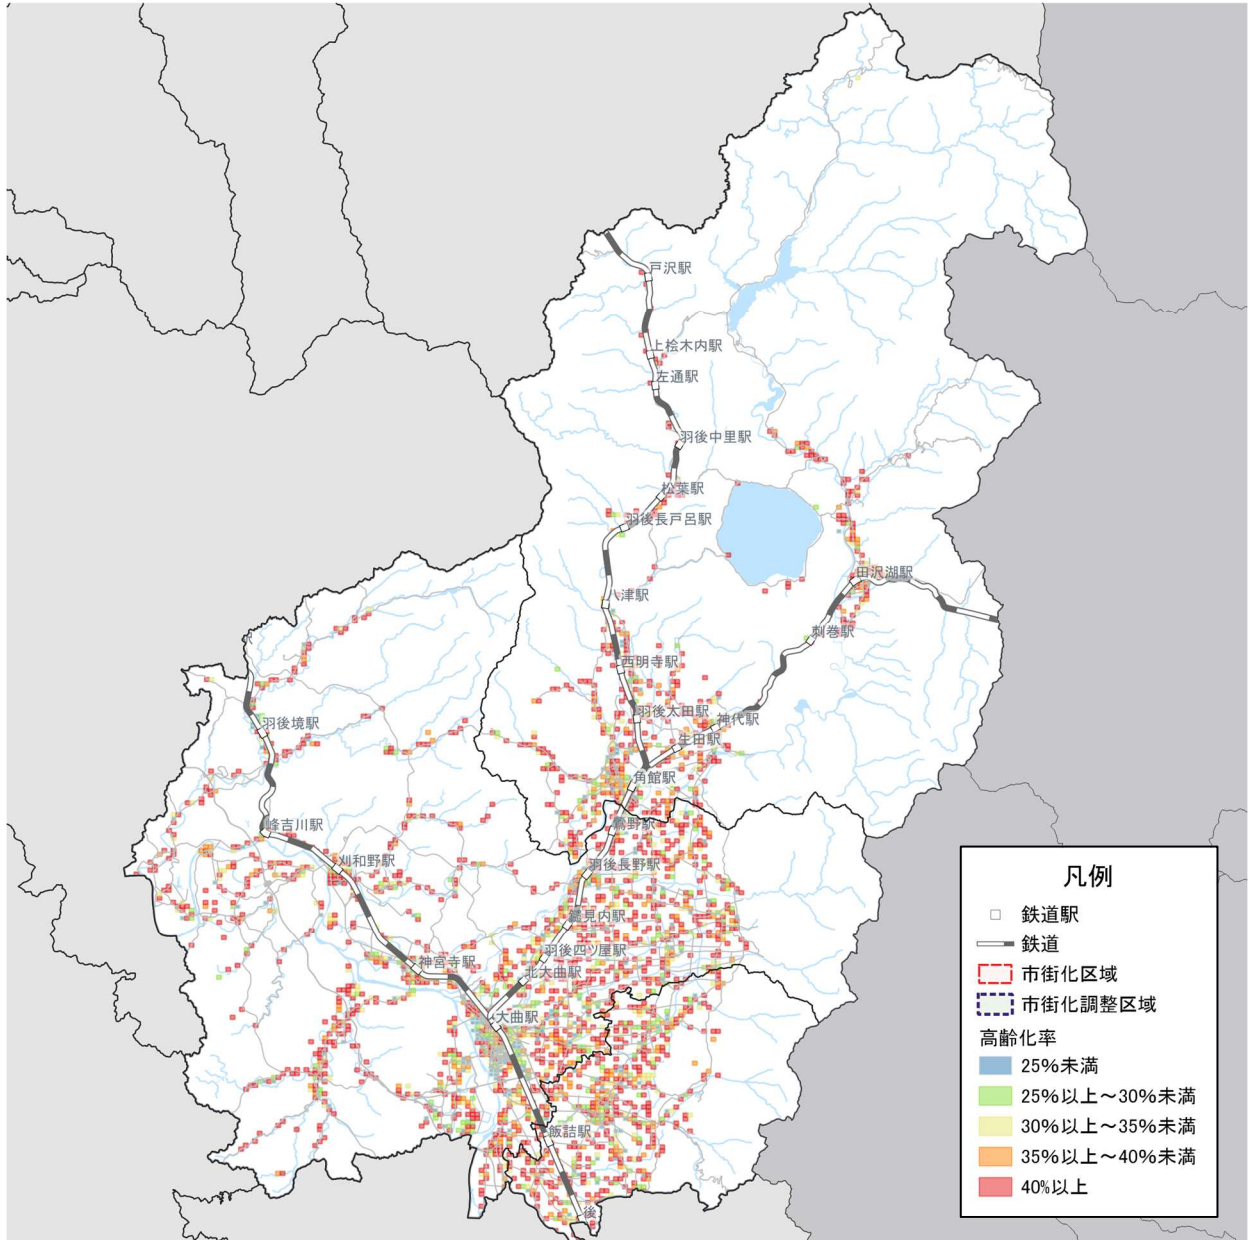 戸沢駅
上桧木内駅
左通駅
羽後中里駅
松葉駅
羽後長戸呂駅
田沢湖駅
八津駅
刺巻駅
西明寺駅
羽後太田駅
神代駅
羽後境駅
生田駅
角館駅
峰吉川駅
鶯野駅
刈和野駅
羽後長野駅
鑓見内駅
羽後四ツ屋駅
神宮寺駅
北大曲駅
大曲駅
飯詰駅
後
凡例
鉄道駅
鉄道
市街化区域
市街化調整区域
高齢化率
25%未満
25%以上～30%未満
30%以上～35%未満
35%以上～40%未満
40%以上